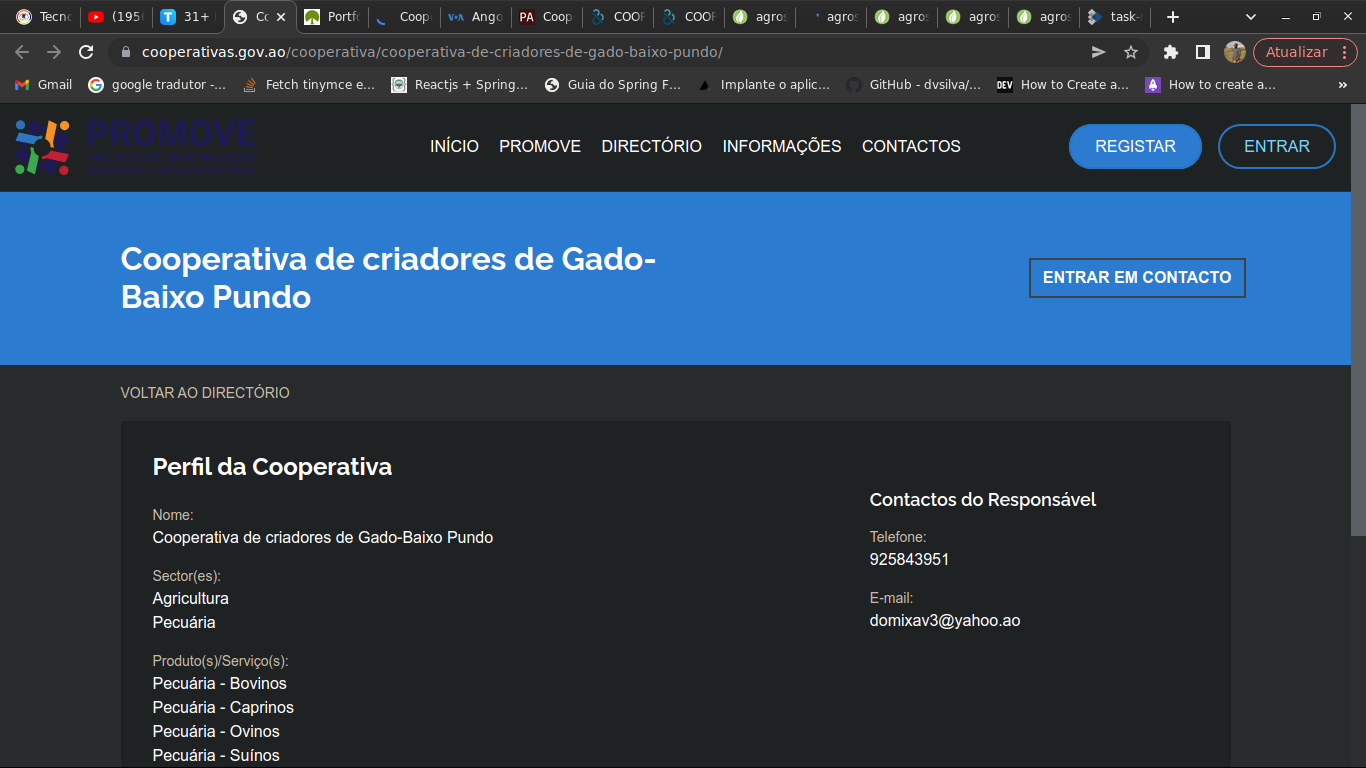 Tecno
(195
31+
Co
Portfo
Coop
Ango
Coop
COOP
COOP
agros
agros
agros
agros
agros
task-
cooperativas.gov.ao/cooperativa/cooperativa-de-criadores-de-gado-baixo-pundo/
Atualizar
Gmail
google tradutor -...
Fetch tinymce e...
Reactjs + Spring...
Guia do Spring F...
Implante o aplic...
GitHub - dvsilva/...
DEV
How to Create a...
How to create a...
»
PROMOVE
INÍCIO
PROMOVE
DIRECTÓRIO
INFORMAÇÕES
CONTACTOS
REGISTAR
ENTRAR
Cooperativa de criadores de Gado-
Baixo Pundo
ENTRAR EM CONTACTO
VOLTAR AO DIRECTÓRIO
Perfil da Cooperativa
Nome:
Cooperativa de criadores de Gado-Baixo Pundo
Sector(es):
Agricultura
Pecuária
Produto(s)/Serviço(s):
Pecuária - Bovinos
Pecuária - Caprinos
Pecuária - Ovinos
Pecuária - Suínos
Contactos do Responsável
Telefone:
925843951
E-mail:
domixav3@yahoo.ao